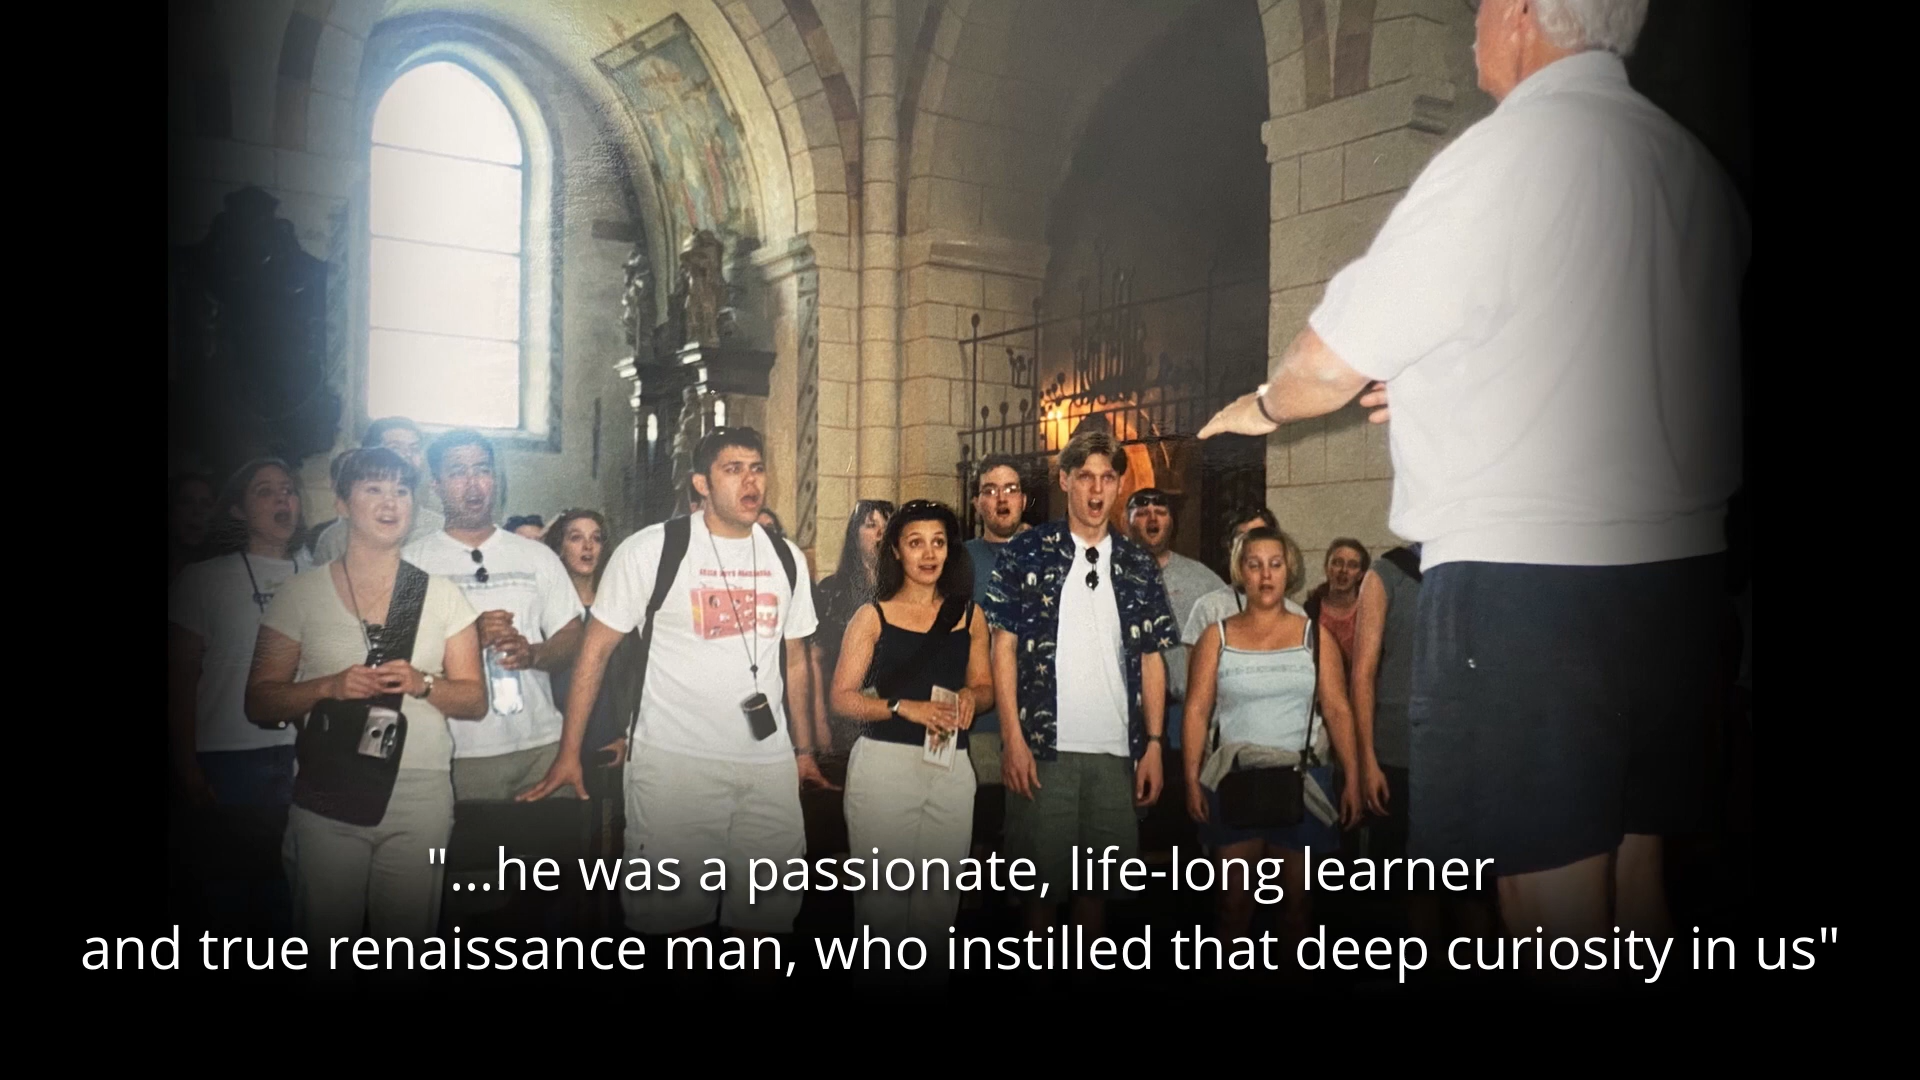 "...he was a passionate, life-long learner
and true renaissance man, who instilled that deep curiosity in us"